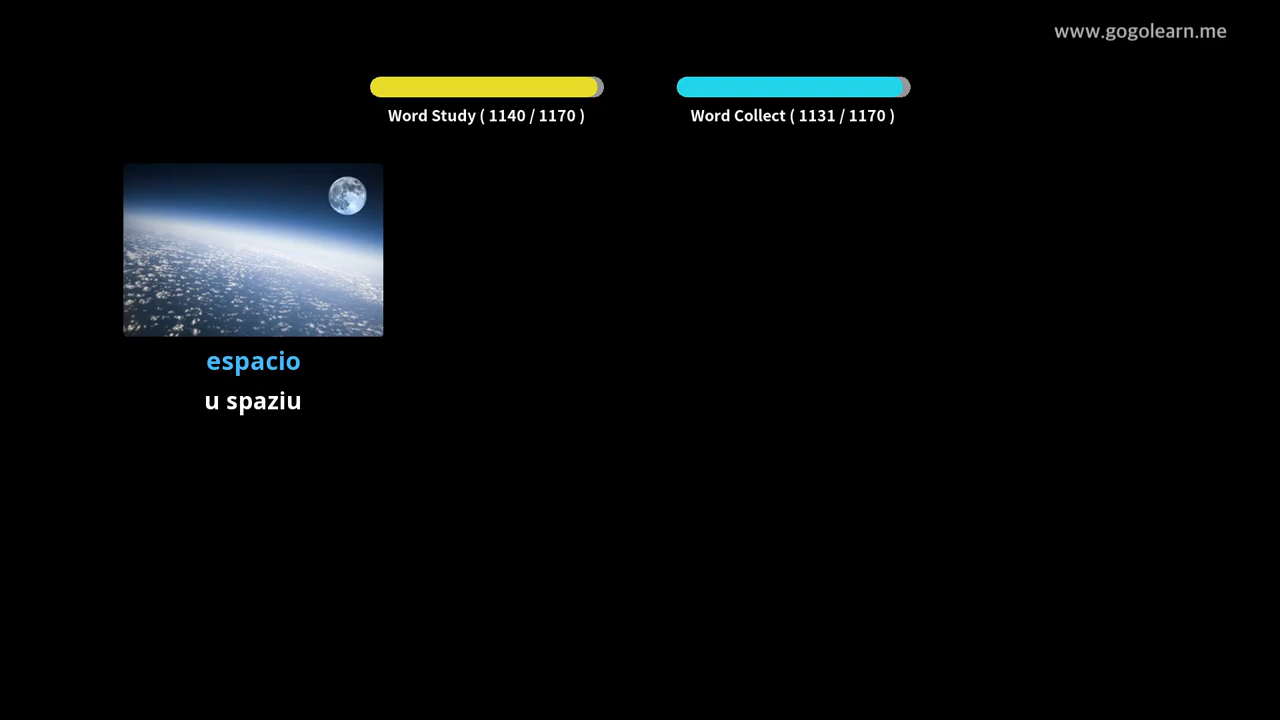 www.gogolearn.me
Word Study ( 1140 / 1170 )
Word Collect ( 1131 / 1170 )
espacio
u spaziu